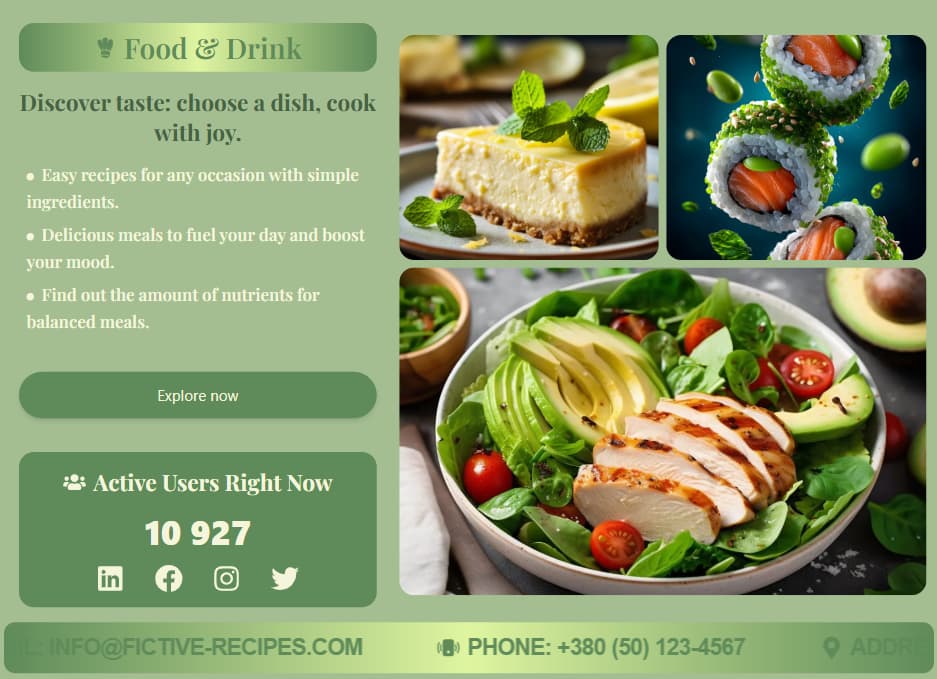 Food & Drink
Discover taste: choose a dish, cook
with joy.
• Easy recipes for any occasion with simple
ingredients.
• Delicious meals to fuel your day and boost
your mood.
• Find out the amount of nutrients for
balanced meals.
Explore now
Active Users Right Now
10 927
IL: INFO@FICTIVE-RECIPES.COM PHONE: +380 (50) 123-4567 ADDRE